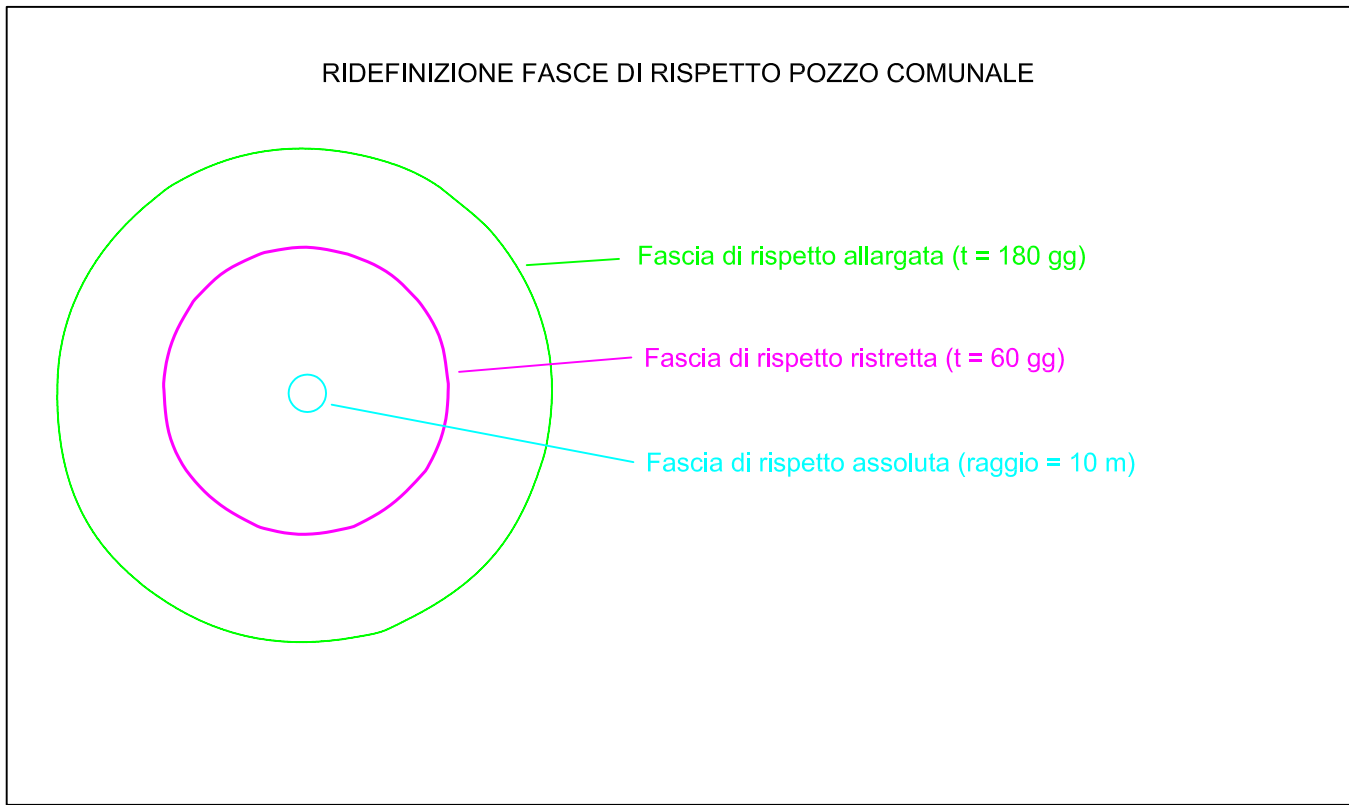 RIDEFINIZIONE FASCE DI RISPETTO POZZO COMUNALE
Fascia di rispetto allargata (t = 180 gg)
Fascia di rispetto ristretta (t = 60 gg)
Fascia di rispetto assoluta (raggio = 10 m)